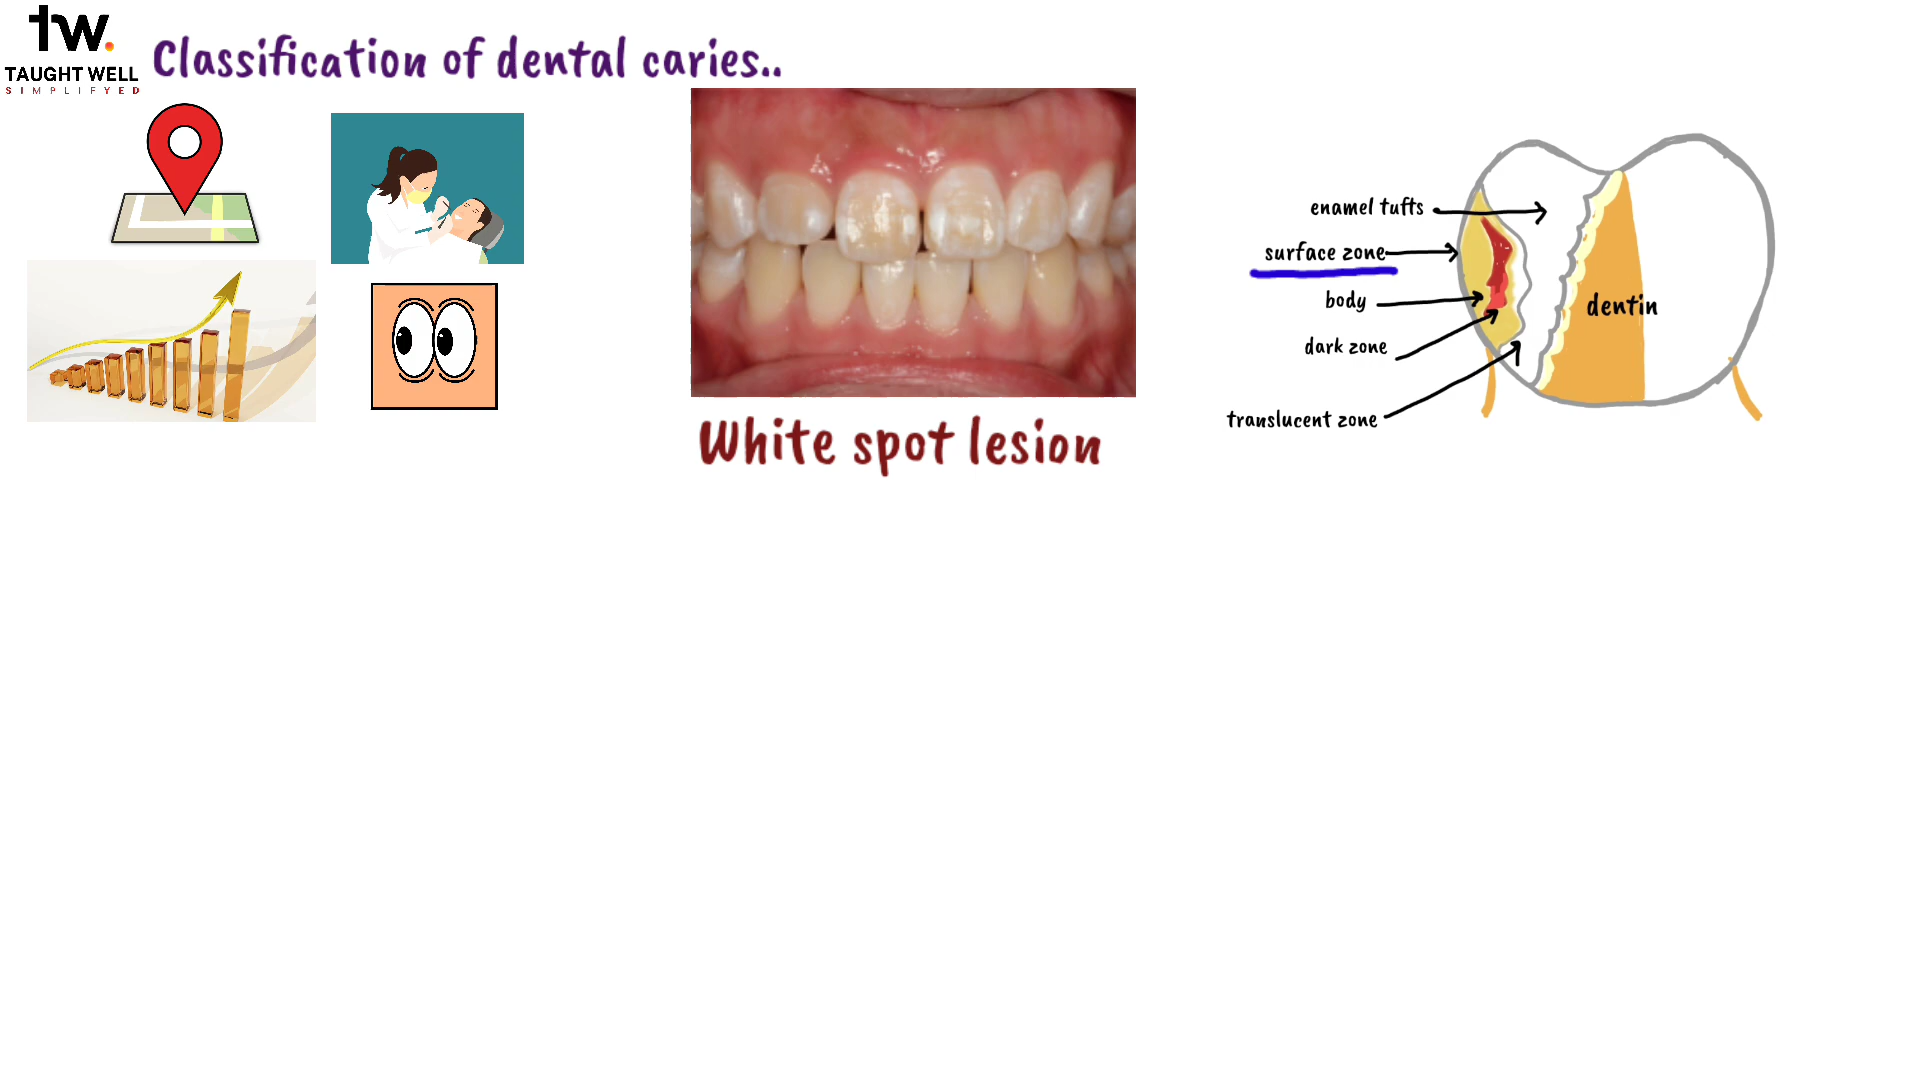 tw.
TAUGHT WELL
SIMPLIFYED
Classification of dental caries..
White spot lesion
enamel tufts
surface zone
body
dark zone
translucent zone
dentin